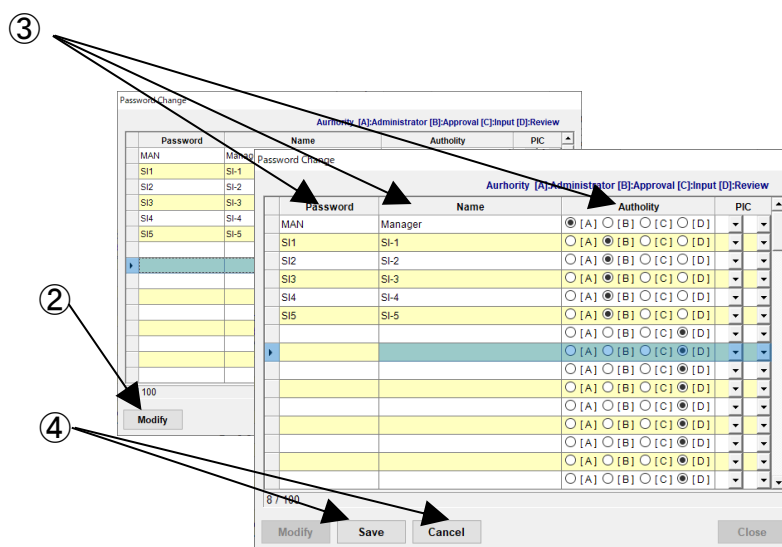 ③
Password Change
Aurhority [A]:Administrator [B]:Approval [C]:Input [D]:Review
Password Name Autholity PIC
MAN Manag
SI1 SI-1
SI2 SI-2
SI3 SI-3
SI4 SI-4
SI5 SI-5
100
Modify
②
④
Password Change
Aurhority [A]:Administrator [B]:Approval [C]:Input [D]:Review
Password Name Autholity PIC
MAN Manager [A] [B] [C] [D]
SI1 SI-1 [A] [B] [C] [D]
SI2 SI-2 [A] [B] [C] [D]
SI3 SI-3 [A] [B] [C] [D]
SI4 SI-4 [A] [B] [C] [D]
SI5 SI-5 [A] [B] [C] [D]
[A] [B] [C] [D]
[A] [B] [C] [D]
[A] [B] [C] [D]
[A] [B] [C] [D]
[A] [B] [C] [D]
[A] [B] [C] [D]
[A] [B] [C] [D]
[A] [B] [C] [D]
[A] [B] [C] [D]
8 / 100
Modify Save Cancel Close